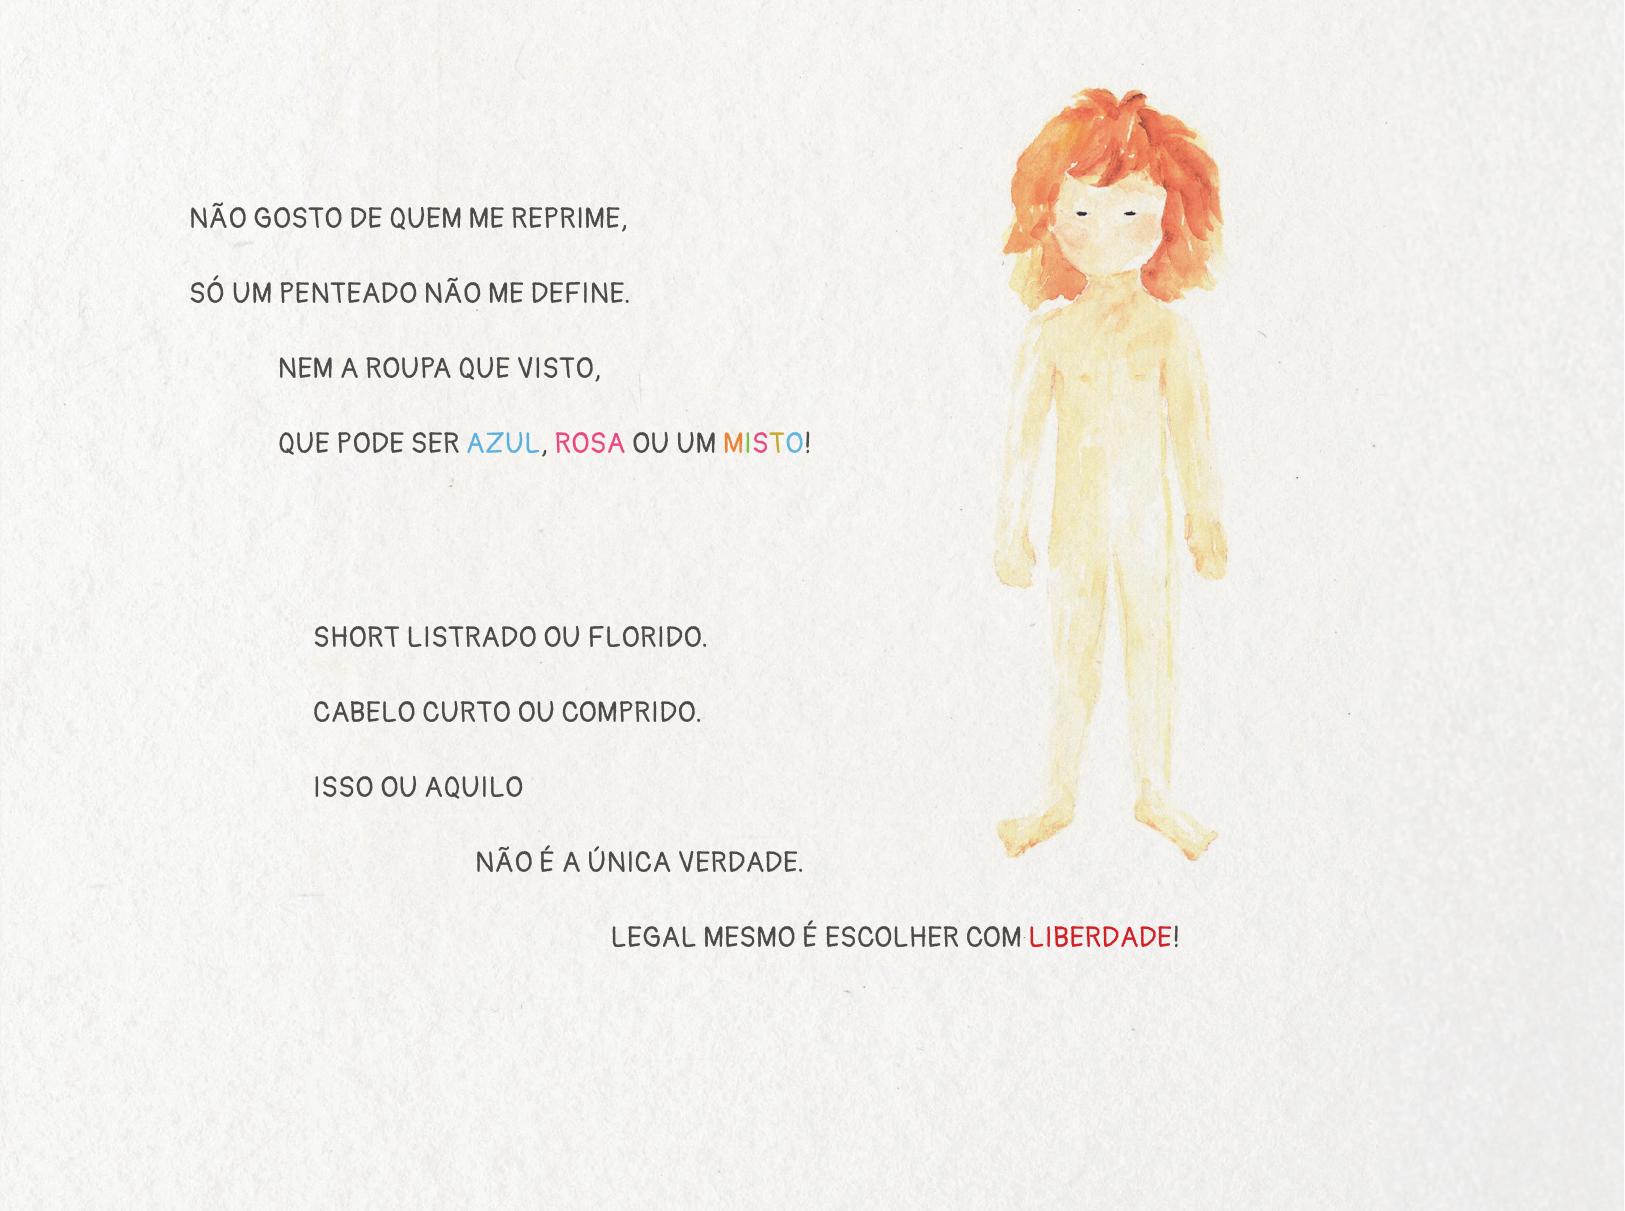 NÃO GOSTO DE QUEM ME REPRIME,
SÓ UM PENTEADO NÃO ME DEFINE.
NEM A ROUPA QUE VISTO,
QUE PODE SER AZUL, ROSA OU UM MISTO!
SHORT LISTRADO OU FLORIDO.
CABELO CURTO OU COMPRIDO.
ISSO OU AQUILO
NÃO É A ÚNICA VERDADE.
LEGAL MESMO É ESCOLHER COM LIBERDADE!